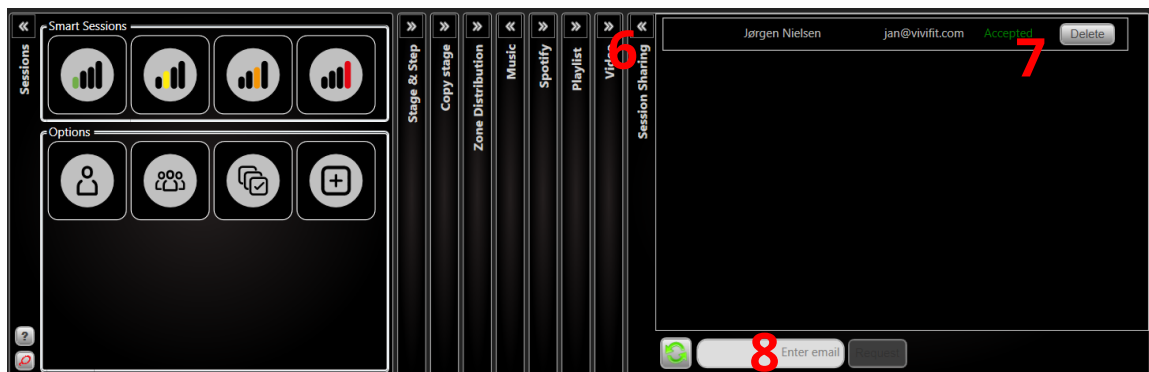 Smart Sessions
Sessions
Options
?
Stage & Step
Copy stage
Zone Distribution
Music
Spotify
Playlist
Video
6
Session Sharing
Jørgen Nielsen jan@vivifit.com Accepted Delete
7
8
Enter email Request